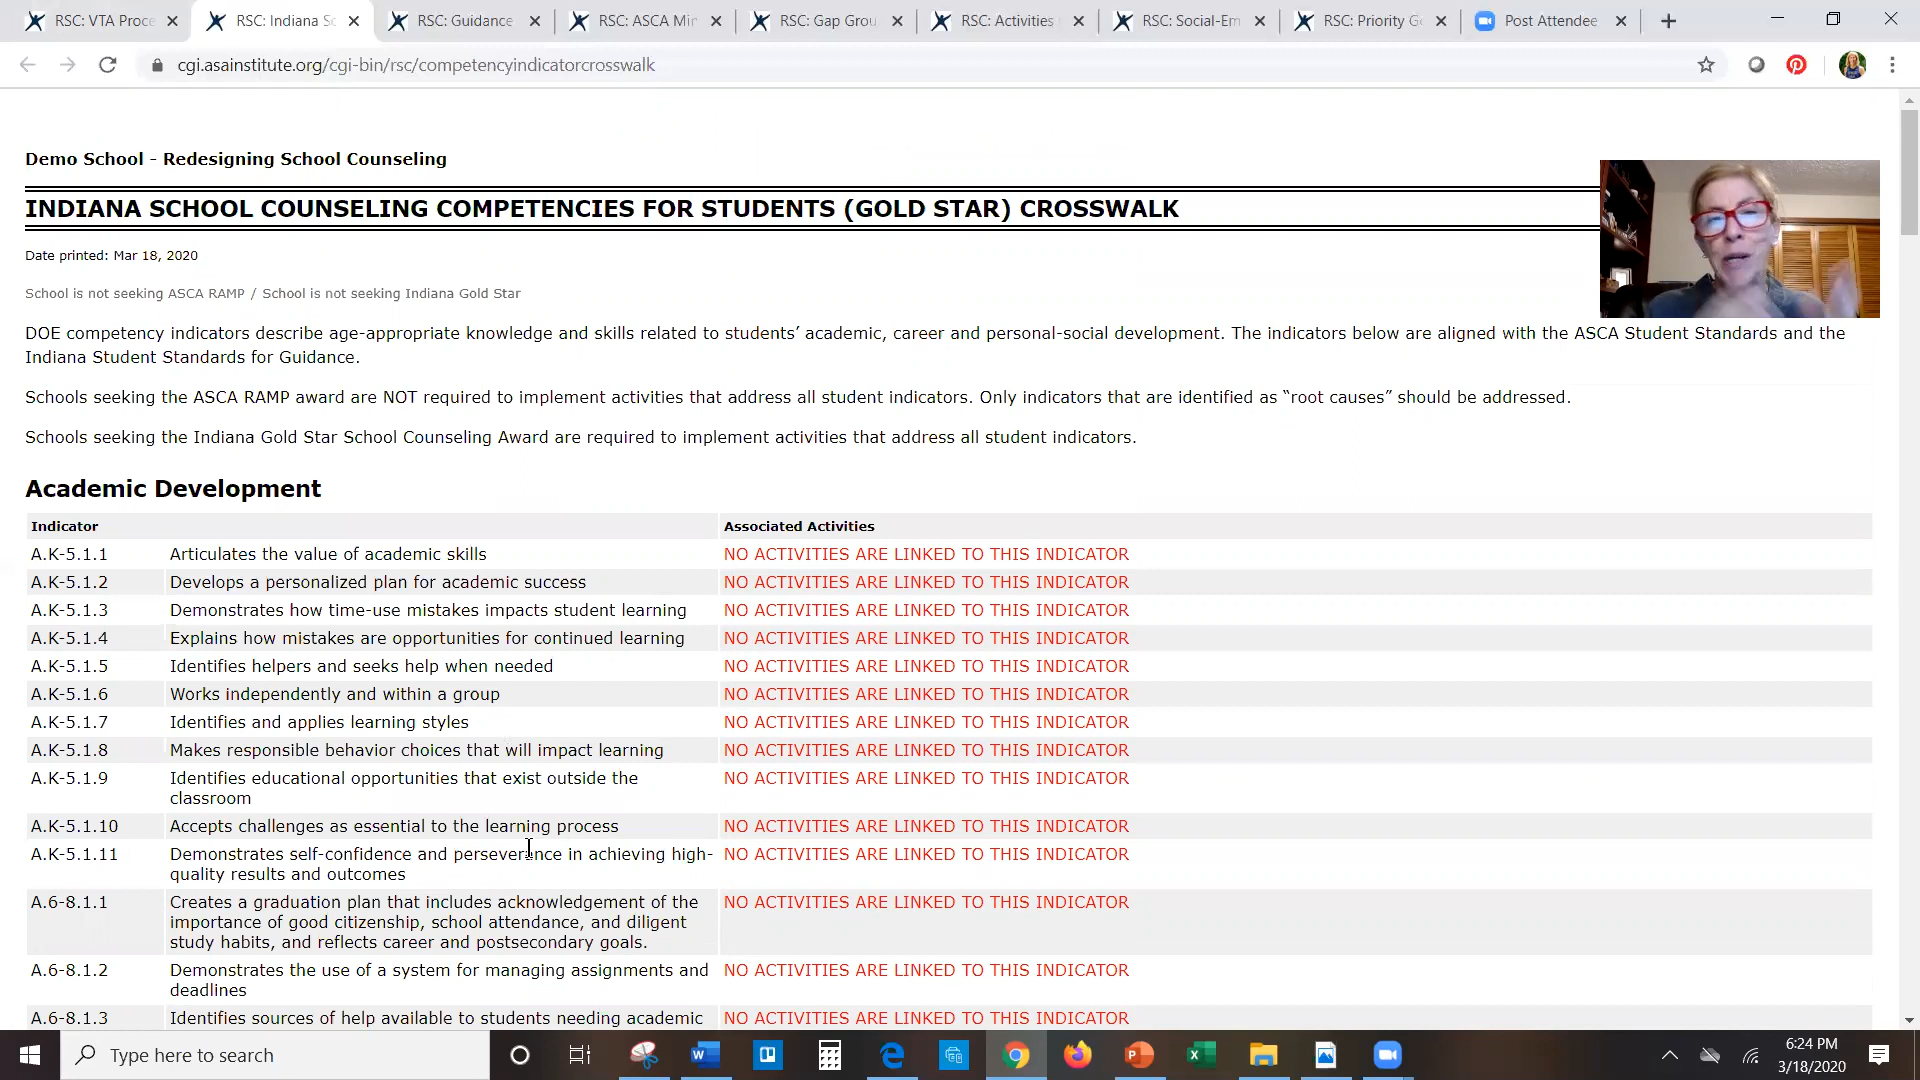 RSC: VTA Proce
RSC: Indiana Sc
RSC: Guidance
RSC: ASCA Min
RSC: Gap Grou
RSC: Activities
RSC: Social-Em
RSC: Priority Go
Post Attendee
cgi.asainstitute.org/cgi-bin/rsc/competencyindicatorcrosswalk
Demo School - Redesigning School Counseling
INDIANA SCHOOL COUNSELING COMPETENCIES FOR STUDENTS (GOLD STAR) CROSSWALK
Date printed: Mar 18, 2020
School is not seeking ASCA RAMP / School is not seeking Indiana Gold Star
DOE competency indicators describe age-appropriate knowledge and skills related to students' academic, career and personal-social development. The indicators below are aligned with the ASCA Student Standards and the
Indiana Student Standards for Guidance.
Schools seeking the ASCA RAMP award are NOT required to implement activities that address all student indicators. Only indicators that are identified as “root causes” should be addressed.
Schools seeking the Indiana Gold Star School Counseling Award are required to implement activities that address all student indicators.
Academic Development
Indicator Associated Activities
A.K-5.1.1 Articulates the value of academic skills NO ACTIVITIES ARE LINKED TO THIS INDICATOR
A.K-5.1.2 Develops a personalized plan for academic success NO ACTIVITIES ARE LINKED TO THIS INDICATOR
A.K-5.1.3 Demonstrates how time-use mistakes impacts student learning NO ACTIVITIES ARE LINKED TO THIS INDICATOR
A.K-5.1.4 Explains how mistakes are opportunities for continued learning NO ACTIVITIES ARE LINKED TO THIS INDICATOR
A.K-5.1.5 Identifies helpers and seeks help when needed NO ACTIVITIES ARE LINKED TO THIS INDICATOR
A.K-5.1.6 Works independently and within a group NO ACTIVITIES ARE LINKED TO THIS INDICATOR
A.K-5.1.7 Identifies and applies learning styles NO ACTIVITIES ARE LINKED TO THIS INDICATOR
A.K-5.1.8 Makes responsible behavior choices that will impact learning NO ACTIVITIES ARE LINKED TO THIS INDICATOR
A.K-5.1.9 Identifies educational opportunities that exist outside the NO ACTIVITIES ARE LINKED TO THIS INDICATOR
classroom
A.K-5.1.10 Accepts challenges as essential to the learning process NO ACTIVITIES ARE LINKED TO THIS INDICATOR
A.K-5.1.11 Demonstrates self-confidence and perseverance in achieving high- NO ACTIVITIES ARE LINKED TO THIS INDICATOR
quality results and outcomes
A.6-8.1.1 Creates a graduation plan that includes acknowledgement of the NO ACTIVITIES ARE LINKED TO THIS INDICATOR
importance of good citizenship, school attendance, and diligent
study habits, and reflects career and postsecondary goals.
A.6-8.1.2 Demonstrates the use of a system for managing assignments and NO ACTIVITIES ARE LINKED TO THIS INDICATOR
deadlines
A.6-8.1.3 Identifies sources of help available to students needing academic NO ACTIVITIES ARE LINKED TO THIS INDICATOR
Type here to search
6:24 PM
3/18/2020